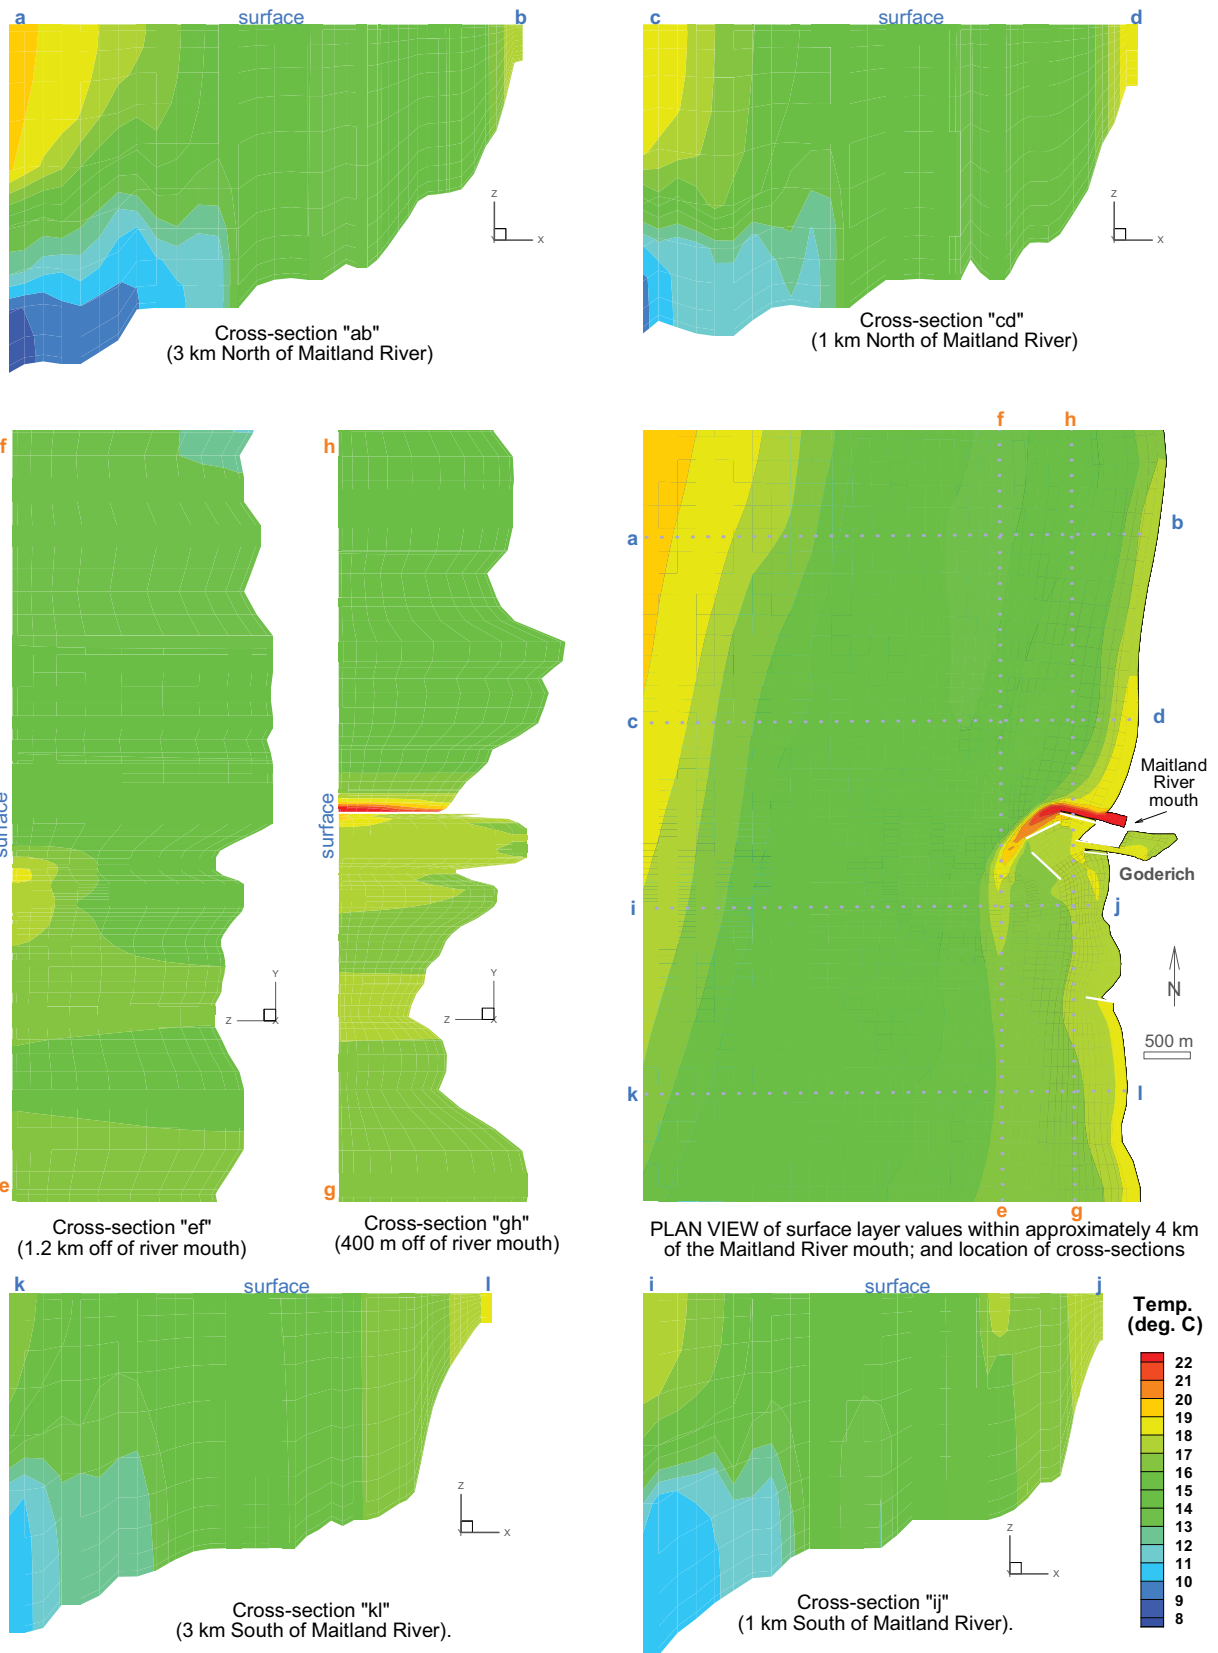 a surface b
c surface d
Z
X
Y
Z
X
Y
Cross-section "ab"
(3 km North of Maitland River)
Cross-section "cd"
(1 km North of Maitland River)
f
h
f h
a
b
c
d
Maitland
River
mouth
surface
surface
Goderich
i
j
N
500 m
Y
Z
X
Y
Z
X
k
l
e
g
e g
Cross-section "ef"
(1.2 km off of river mouth)
Cross-section "gh"
(400 m off of river mouth)
PLAN VIEW of surface layer values within approximately 4 km
of the Maitland River mouth; and location of cross-sections
k surface l
i surface j
Temp.
(deg. C)
22
21
20
19
18
17
16
15
14
13
12
11
10
9
8
Z
Y
X
Z
Y
X
Cross-section "kl"
(3 km South of Maitland River).
Cross-section "ij"
(1 km South of Maitland River).